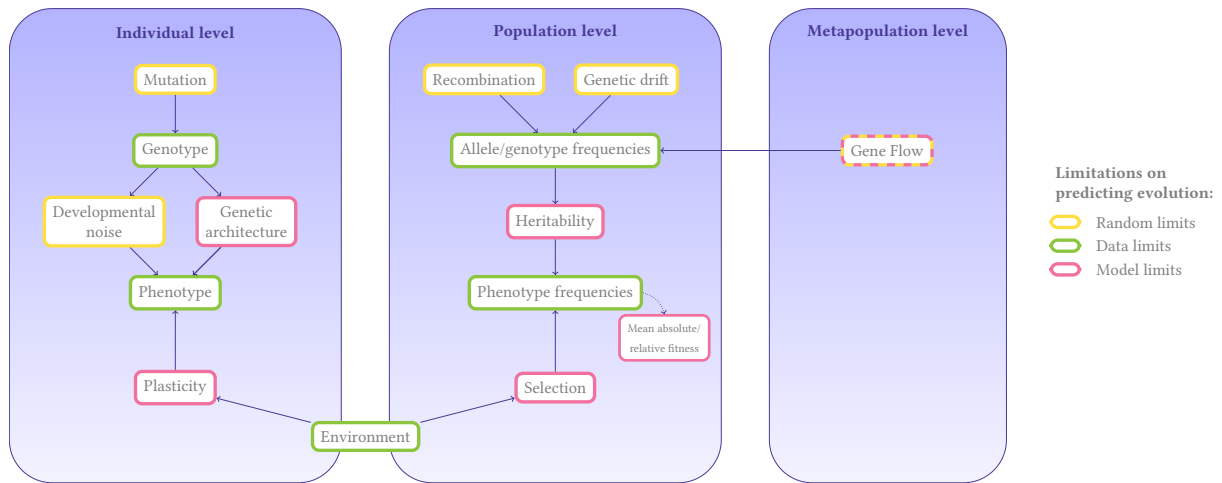 Individual level
Mutation
Genotype
Developmental
noise
Genetic
architecture
Phenotype
Plasticity
Environment
Population level
Recombination
Genetic drift
Allele/genotype frequencies
Heritability
Phenotype frequencies
Mean absolute/
relative fitness
Selection
Metapopulation level
Gene Flow
Limitations on
predicting evolution:
Random limits
Data limits
Model limits